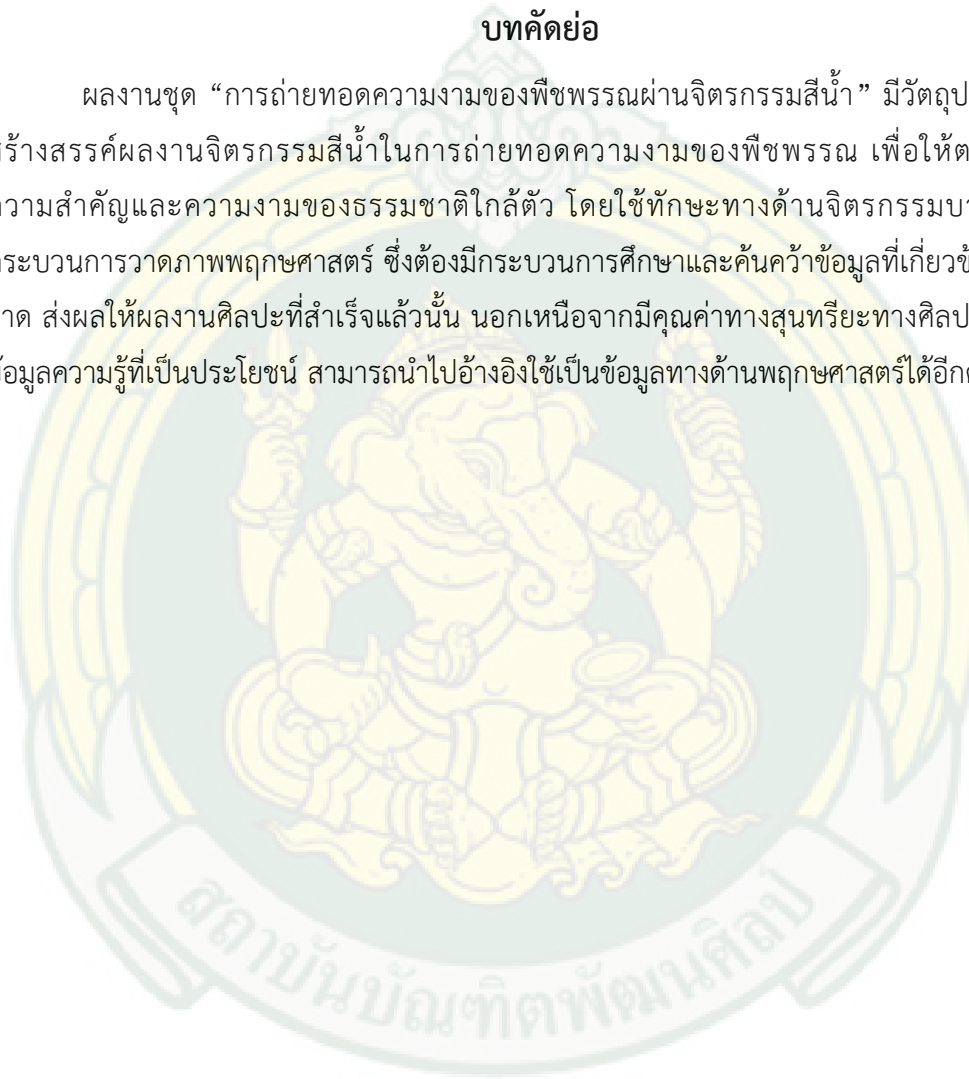 บทคัดย่อ
ผลงานชุด “การถ่ายทอดความงามของพืชพรรณผ่านจิตรกรรมสีน้ำ” มีวัตถุป
สร้างสรรค์ผลงานจิตรกรรมสีน้ำในการถ่ายทอดความงามของพืชพรรณ เพื่อให้ต
ความสำคัญและความงามของธรรมชาติใกล้ตัว โดยใช้ทักษะทางด้านจิตรกรรม
กระบวนการวาดภาพพฤกษศาสตร์ ซึ่งต้องมีกระบวนการศึกษาและค้นคว้าข้อมูลที่
ส่งผลให้ผลงานศิลปะที่สำเร็จแล้วนั้น นอกเหนือจากมีคุณค่าทางสุนทรียะทางศิลป
ข้อมูลความรู้ที่เป็นประโยชน์ สามารถนำไปอ้างอิงใช้เป็นข้อมูลทางด้านพฤกษศาสตร์ได้อีก
สถาบันบัณฑิตพัฒนศิลป์